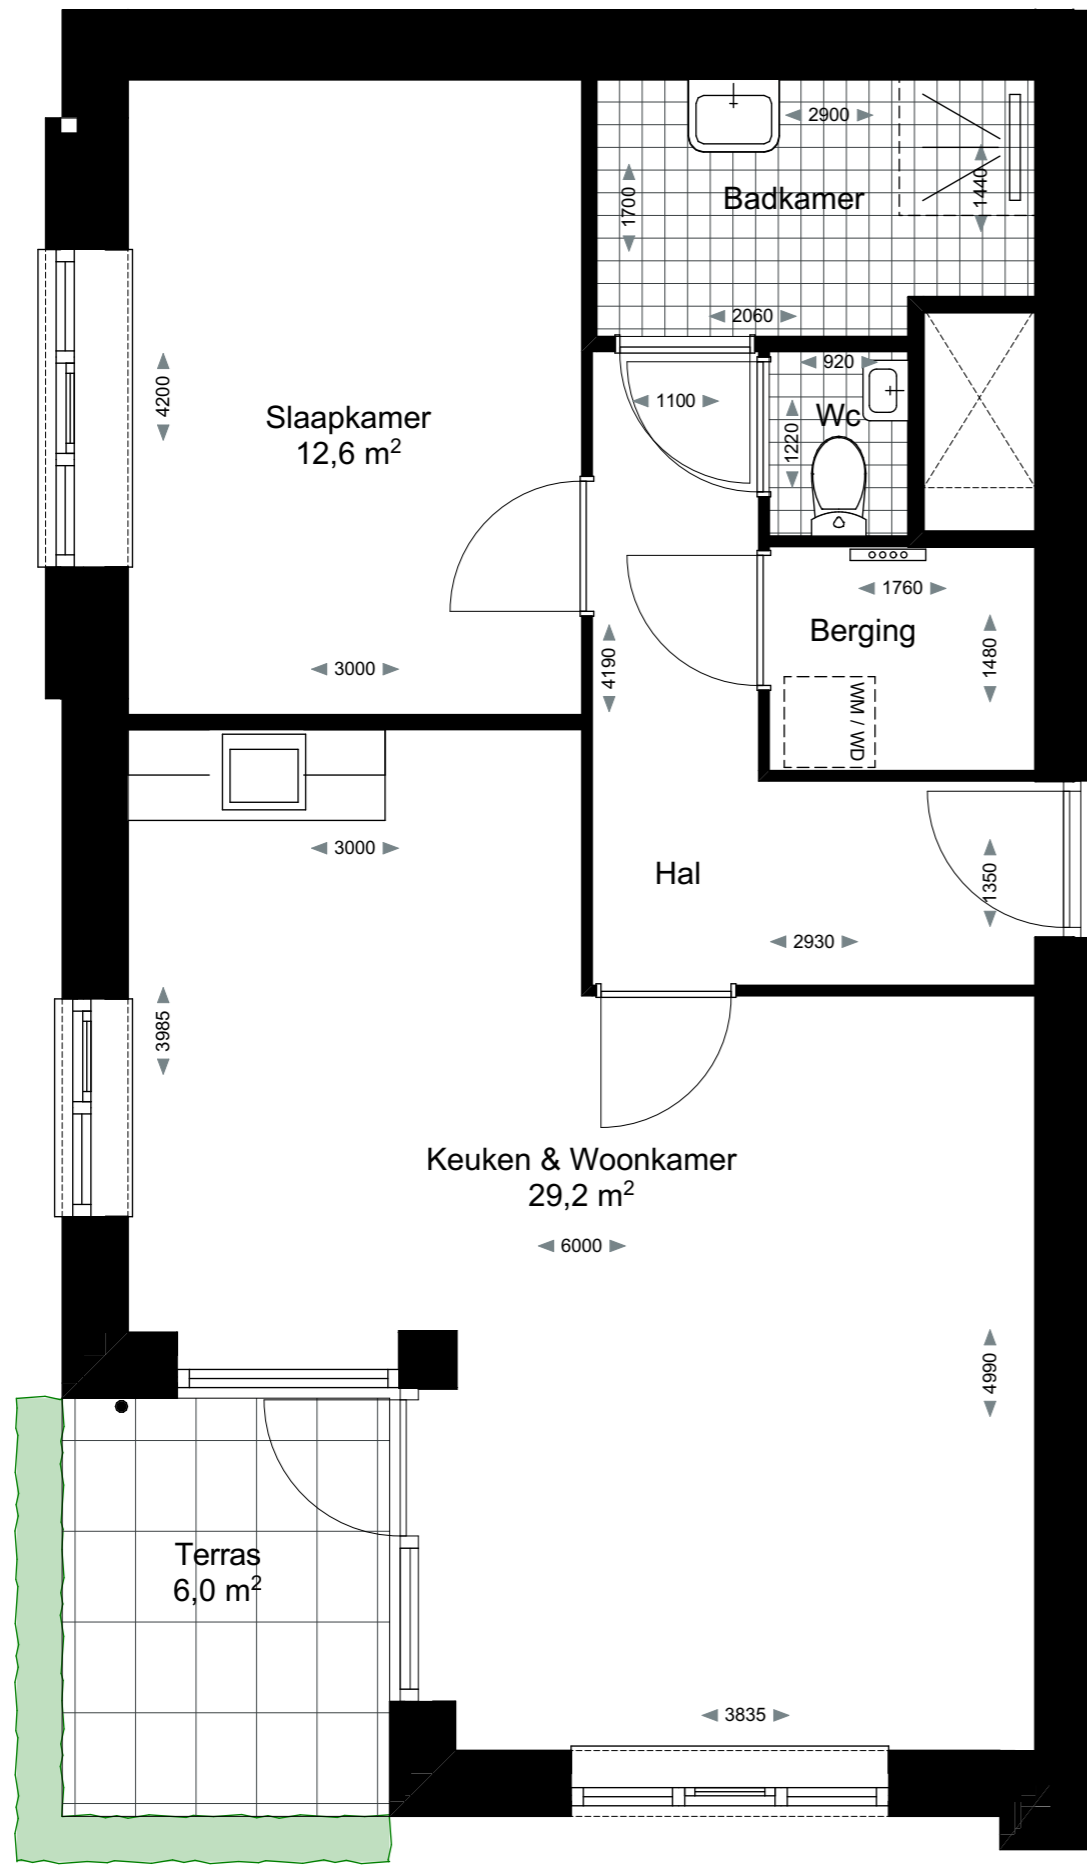 2900
1700
Badkamer
1440
2060
920
4200
Slaapkamer
12,6 m²
1100
1220
Wc
1760
Berging
1480
4190
3000
WM / WD
3000
Hal
1350
2930
3985
Keuken & Woonkamer
29,2 m²
6000
4990
Terras
6,0 m²
3835